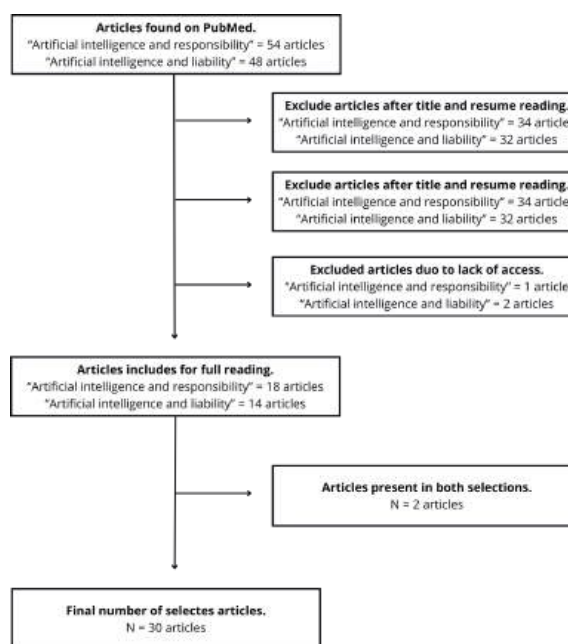 Articles found on PubMed.
“Artificial intelligence and responsibility” = 54 articles
“Artificial intelligence and liability” = 48 articles
Exclude articles after title and resume reading.
“Artificial intelligence and responsibility” = 34 article
“Artificial intelligence and liability” = 32 articles
Exclude articles after title and resume reading.
“Artificial intelligence and responsibility” = 34 article
“Artificial intelligence and liability” = 32 articles
Excluded articles duo to lack of access.
“Artificial intelligence and responsibility” = 1 article
“Artificial intelligence and liability” = 2 articles
Articles includes for full reading.
“Artificial intelligence and responsibility” = 18 articles
“Artificial intelligence and liability” = 14 articles
Articles present in both selections.
N = 2 articles
Final number of selectes articles.
N = 30 articles